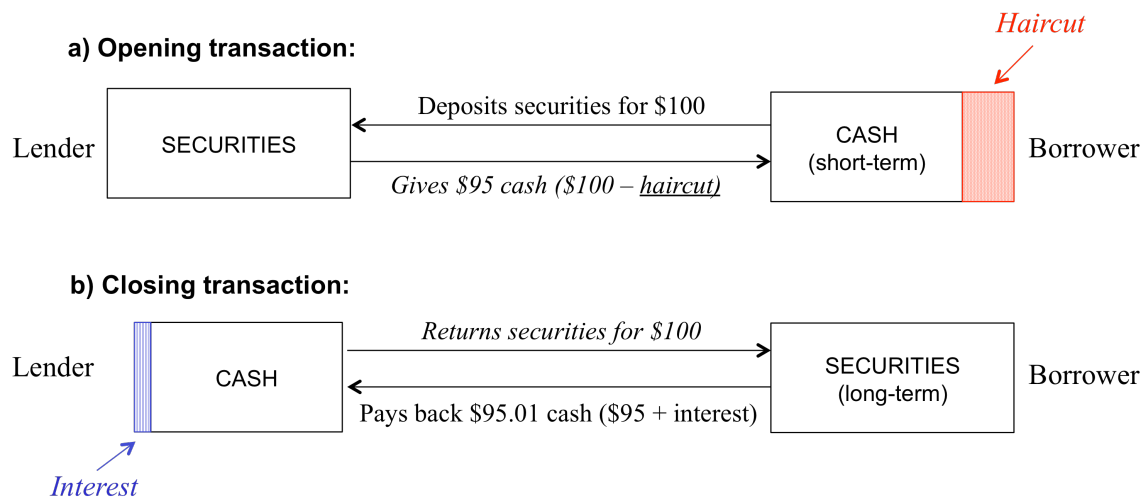 Haircut
a) Opening transaction:
Deposits securities for $100
Lender
SECURITIES
CASH
(short-term)
Borrower
Gives $95 cash ($100 – haircut)
b) Closing transaction:
Returns securities for $100
Lender
CASH
SECURITIES
(long-term)
Borrower
Pays back $95.01 cash ($95 + interest)
Interest